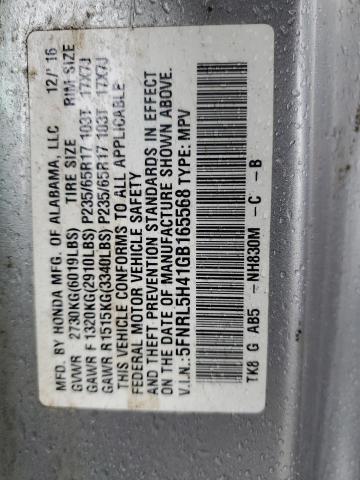 MFD. BY HONDA MFG. OF ALABAMA, LLC 12/'16
GVWR 2730KG(6019LBS) TIRE SIZE RIM SIZE
GAWR F 1320KG(2910LBS) P235/65R17 103T 17X7J
GAWR R1515KG(3340LBS) P235/65R17 103T 17X7J
THIS VEHICLE CONFORMS TO ALL APPLICABLE
FEDERAL MOTOR VEHICLE SAFETY
AND THEFT PREVENTION STANDARDS IN EFFECT
ON THE DATE OF MANUFACTURE SHOWN ABOVE.
V.I.N.: 5FNRL5H41GB165568 TYPE: MPV
TK8 G AB5 -NH830M - C - B